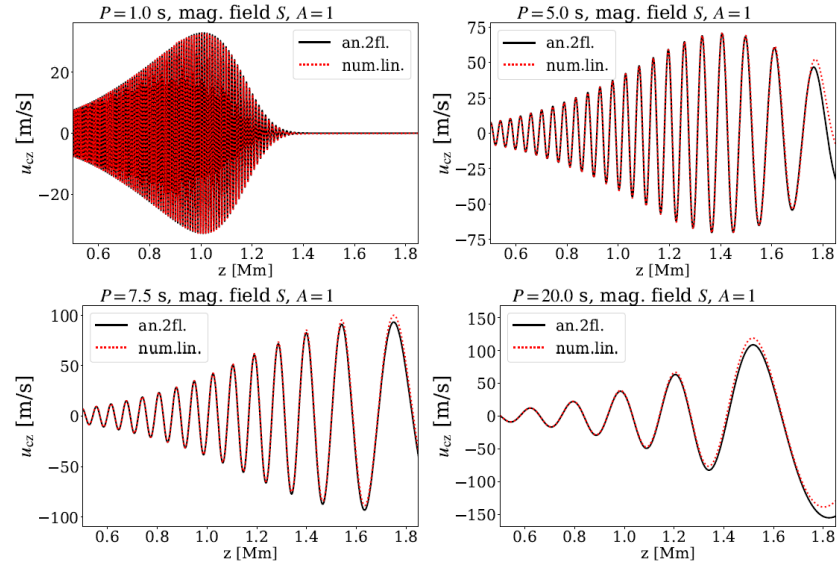 P=1.0 s, mag. field S, A=1
an.2fl.
num.lin.
u_cz [m/s]
20
0
−20
0.6 0.8 1.0 1.2 1.4 1.6 1.8
z [Mm]
P=5.0 s, mag. field S, A=1
an.2fl.
num.lin.
u_cz [m/s]
75
50
25
0
−25
−50
−75
0.6 0.8 1.0 1.2 1.4 1.6 1.8
z [Mm]
P=7.5 s, mag. field S, A=1
an.2fl.
num.lin.
u_cz [m/s]
100
50
0
−50
−100
0.6 0.8 1.0 1.2 1.4 1.6 1.8
z [Mm]
P=20.0 s, mag. field S, A=1
an.2fl.
num.lin.
u_cz [m/s]
150
100
50
0
−50
−100
−150
0.6 0.8 1.0 1.2 1.4 1.6 1.8
z [Mm]